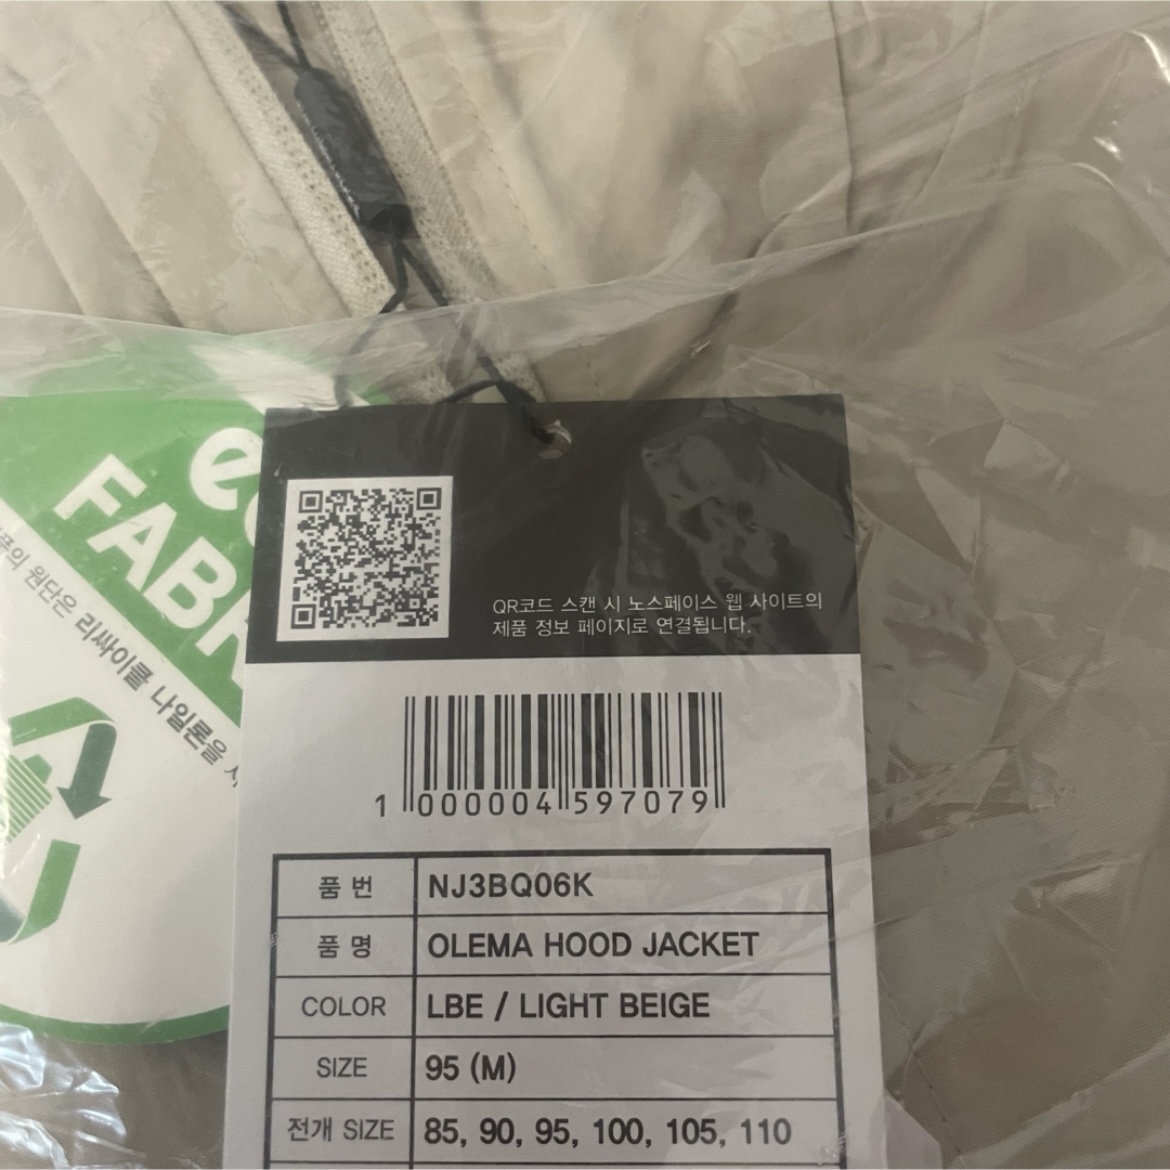 FABR
품의 원단은 리싸이클 나일론을
QR코드 스캔 시 노스페이스 웹 사이트의
제품 정보 페이지로 연결됩니다.
1 000004 597079
품 번 NJ3BQ06K
품 명 OLEMA HOOD JACKET
COLOR LBE / LIGHT BEIGE
SIZE 95 (M)
전개 SIZE 85, 90, 95, 100, 105, 110